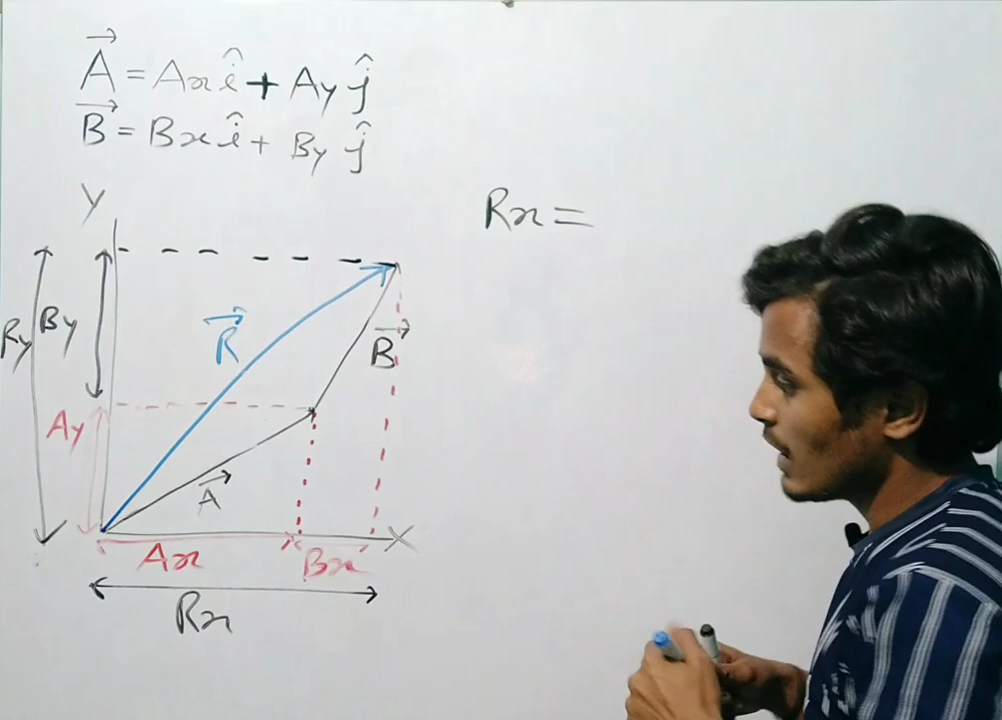 A⃗ = Ax î + Ay ĵ
B⃗ = Bx î + By ĵ
Y
Rx =
Ry
By
R⃗
B⃗
Ay
A⃗
X
Ax
Bx
Rx